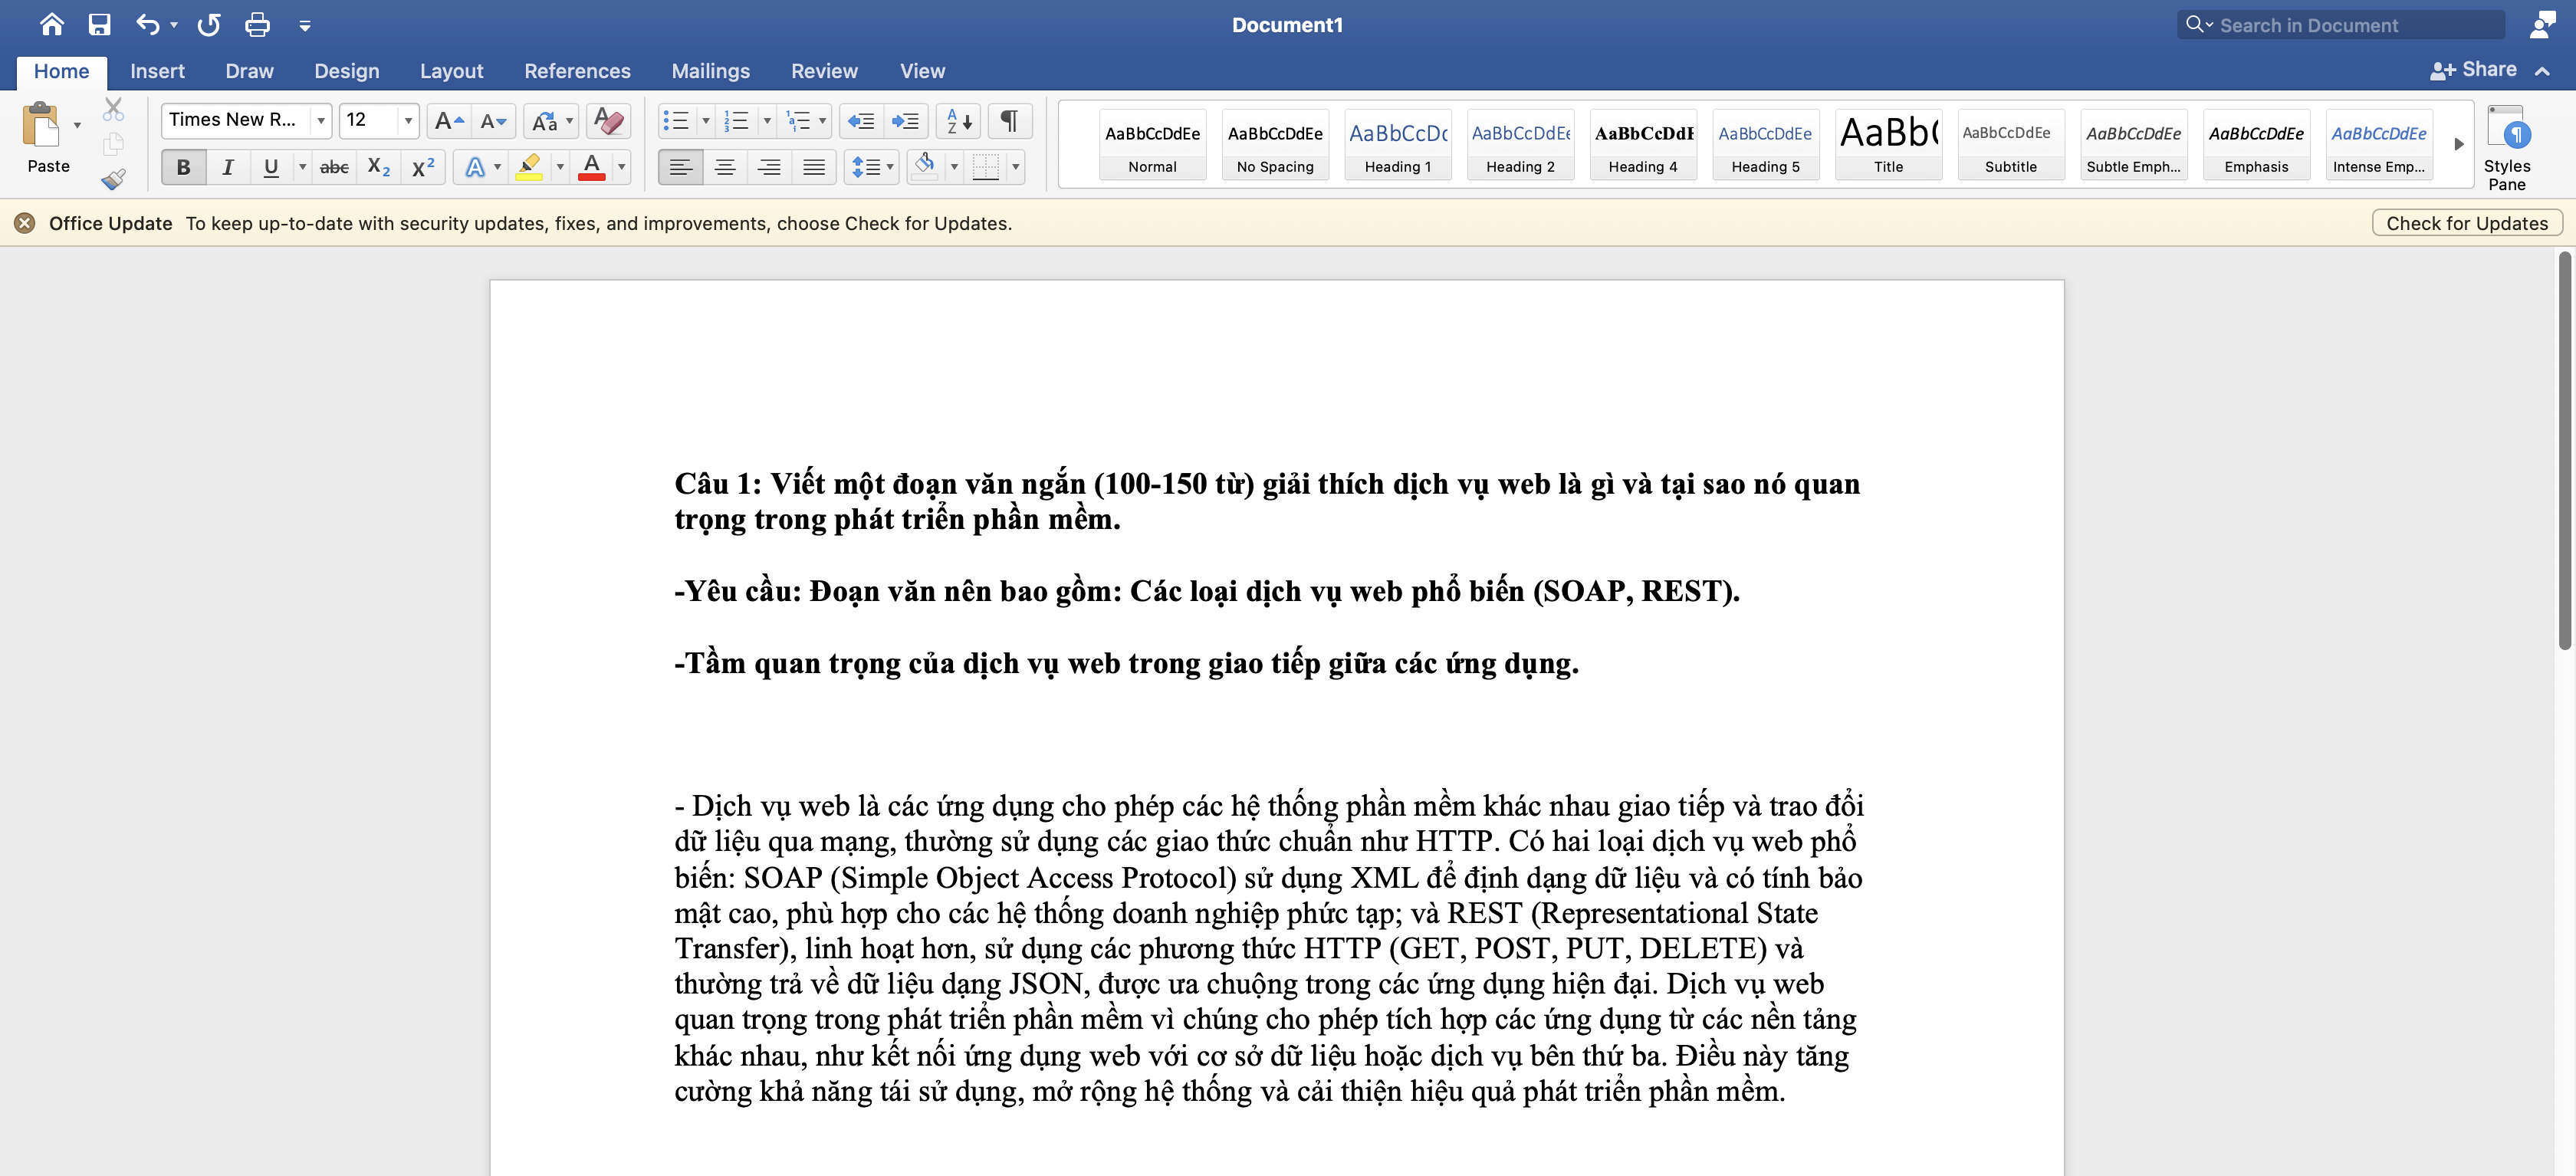 Document1
Search in Document
Home Insert Draw Design Layout References Mailings Review View
Share
Paste
Times New R... 12
AaBbCcDdEe AaBbCcDdEe AaBbCcDc AaBbCcDdEe AaBbCcDdE AaBbCcDdEe AaBb( AaBbCcDdEe AaBbCcDdEe AaBbCcDdEe AaBbCcDdEe
Normal No Spacing Heading 1 Heading 2 Heading 4 Heading 5 Title Subtitle Subtle Emph... Emphasis Intense Emp...
Styles
Pane
B I U abc X₂ X² A A
Office Update To keep up-to-date with security updates, fixes, and improvements, choose Check for Updates.
Check for Updates
Câu 1: Viết một đoạn văn ngắn (100-150 từ) giải thích dịch vụ web là gì và tại sao nó quan
trọng trong phát triển phần mềm.
-Yêu cầu: Đoạn văn nên bao gồm: Các loại dịch vụ web phổ biến (SOAP, REST).
-Tầm quan trọng của dịch vụ web trong giao tiếp giữa các ứng dụng.
- Dịch vụ web là các ứng dụng cho phép các hệ thống phần mềm khác nhau giao tiếp và trao đổi
dữ liệu qua mạng, thường sử dụng các giao thức chuẩn như HTTP. Có hai loại dịch vụ web phổ
biến: SOAP (Simple Object Access Protocol) sử dụng XML để định dạng dữ liệu và có tính bảo
mật cao, phù hợp cho các hệ thống doanh nghiệp phức tạp; và REST (Representational State
Transfer), linh hoạt hơn, sử dụng các phương thức HTTP (GET, POST, PUT, DELETE) và
thường trả về dữ liệu dạng JSON, được ưa chuộng trong các ứng dụng hiện đại. Dịch vụ web
quan trọng trong phát triển phần mềm vì chúng cho phép tích hợp các ứng dụng từ các nền tảng
khác nhau, như kết nối ứng dụng web với cơ sở dữ liệu hoặc dịch vụ bên thứ ba. Điều này tăng
cường khả năng tái sử dụng, mở rộng hệ thống và cải thiện hiệu quả phát triển phần mềm.